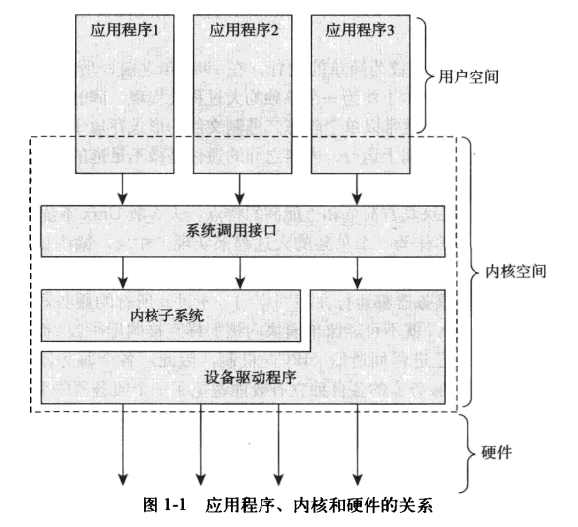 应用程序1
应用程序2
应用程序3
用户空间
系统调用接口
内核空间
内核子系统
设备驱动程序
硬件
图 1-1 应用程序、内核和硬件的关系